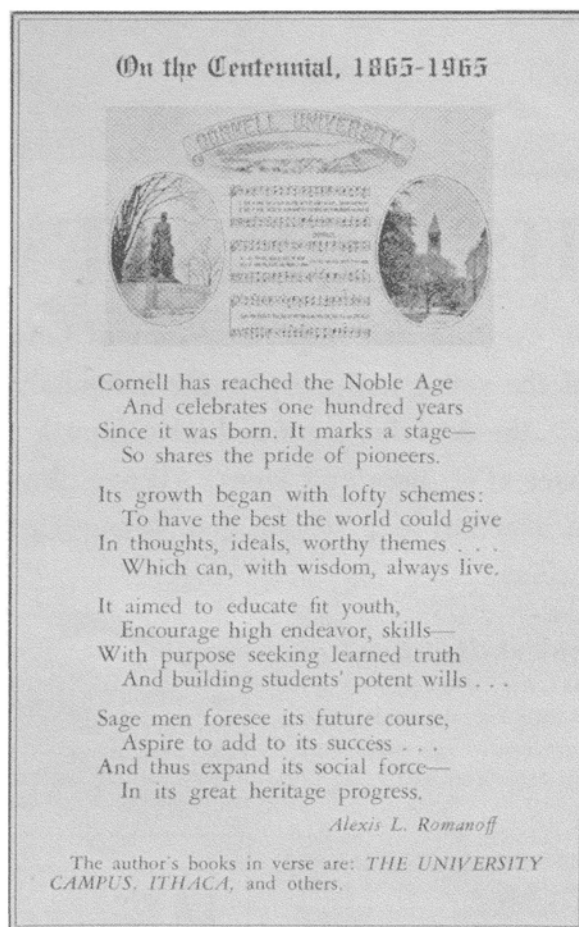 On the Centennial, 1865-1965
CORNELL UNIVERSITY
Cornell has reached the Noble Age
And celebrates one hundred years
Since it was born. It marks a stage—
So shares the pride of pioneers.
Its growth began with lofty schemes:
To have the best the world could give
In thoughts, ideals, worthy themes . . .
Which can, with wisdom, always live.
It aimed to educate fit youth,
Encourage high endeavor, skills—
With purpose seeking learned truth
And building students' potent wills . . .
Sage men foresee its future course,
Aspire to add to its success . . .
And thus expand its social force—
In its great heritage progress.
Alexis L. Romanoff
The author's books in verse are: THE UNIVERSITY
CAMPUS, ITHACA, and others.